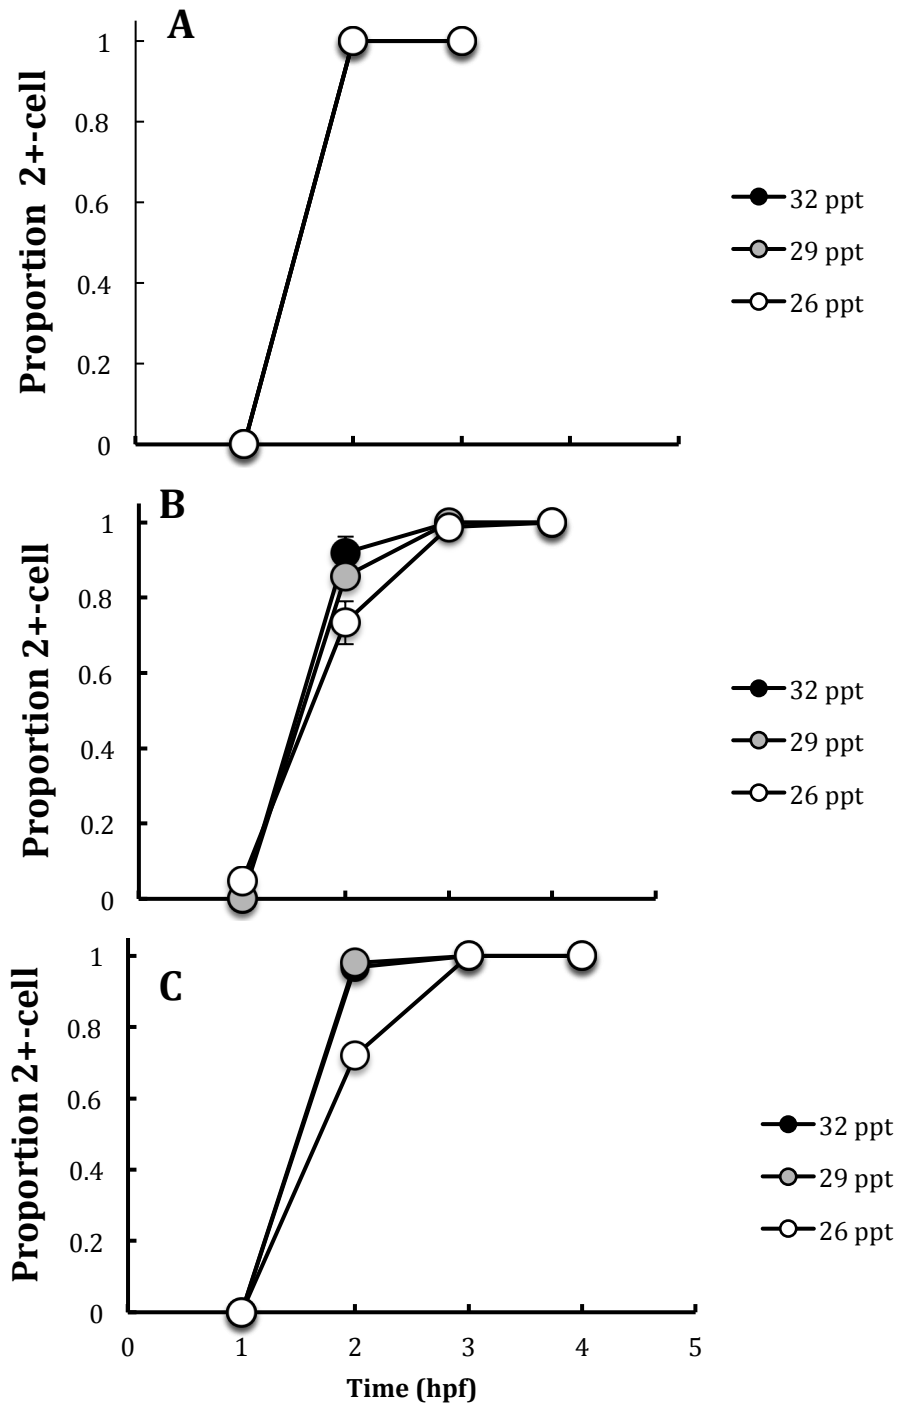 A
Proportion 2+-cell
1
0.8
0.6
0.4
0.2
0
32 ppt
29 ppt
26 ppt
B
Proportion 2+-cell
1
0.8
0.6
0.4
0.2
0
32 ppt
29 ppt
26 ppt
C
Proportion 2+-cell
1
0.8
0.6
0.4
0.2
0
32 ppt
29 ppt
26 ppt
0 1 2 3 4 5
Time (hpf)